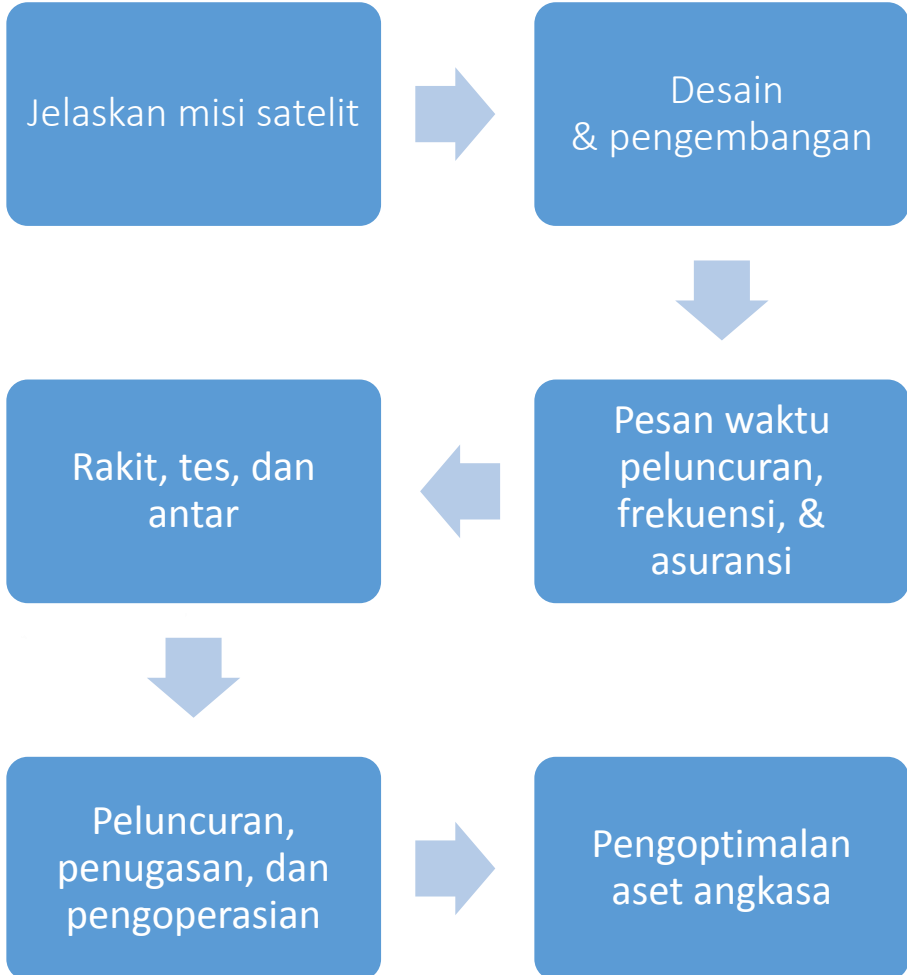 Jelaskan misi satelit
Desain
& pengembangan
Pesan waktu
peluncuran,
frekuensi, &
asuransi
Rakit, tes, dan
antar
Peluncuran,
penugasan, dan
pengoperasian
Pengoptimalan
aset angkasa